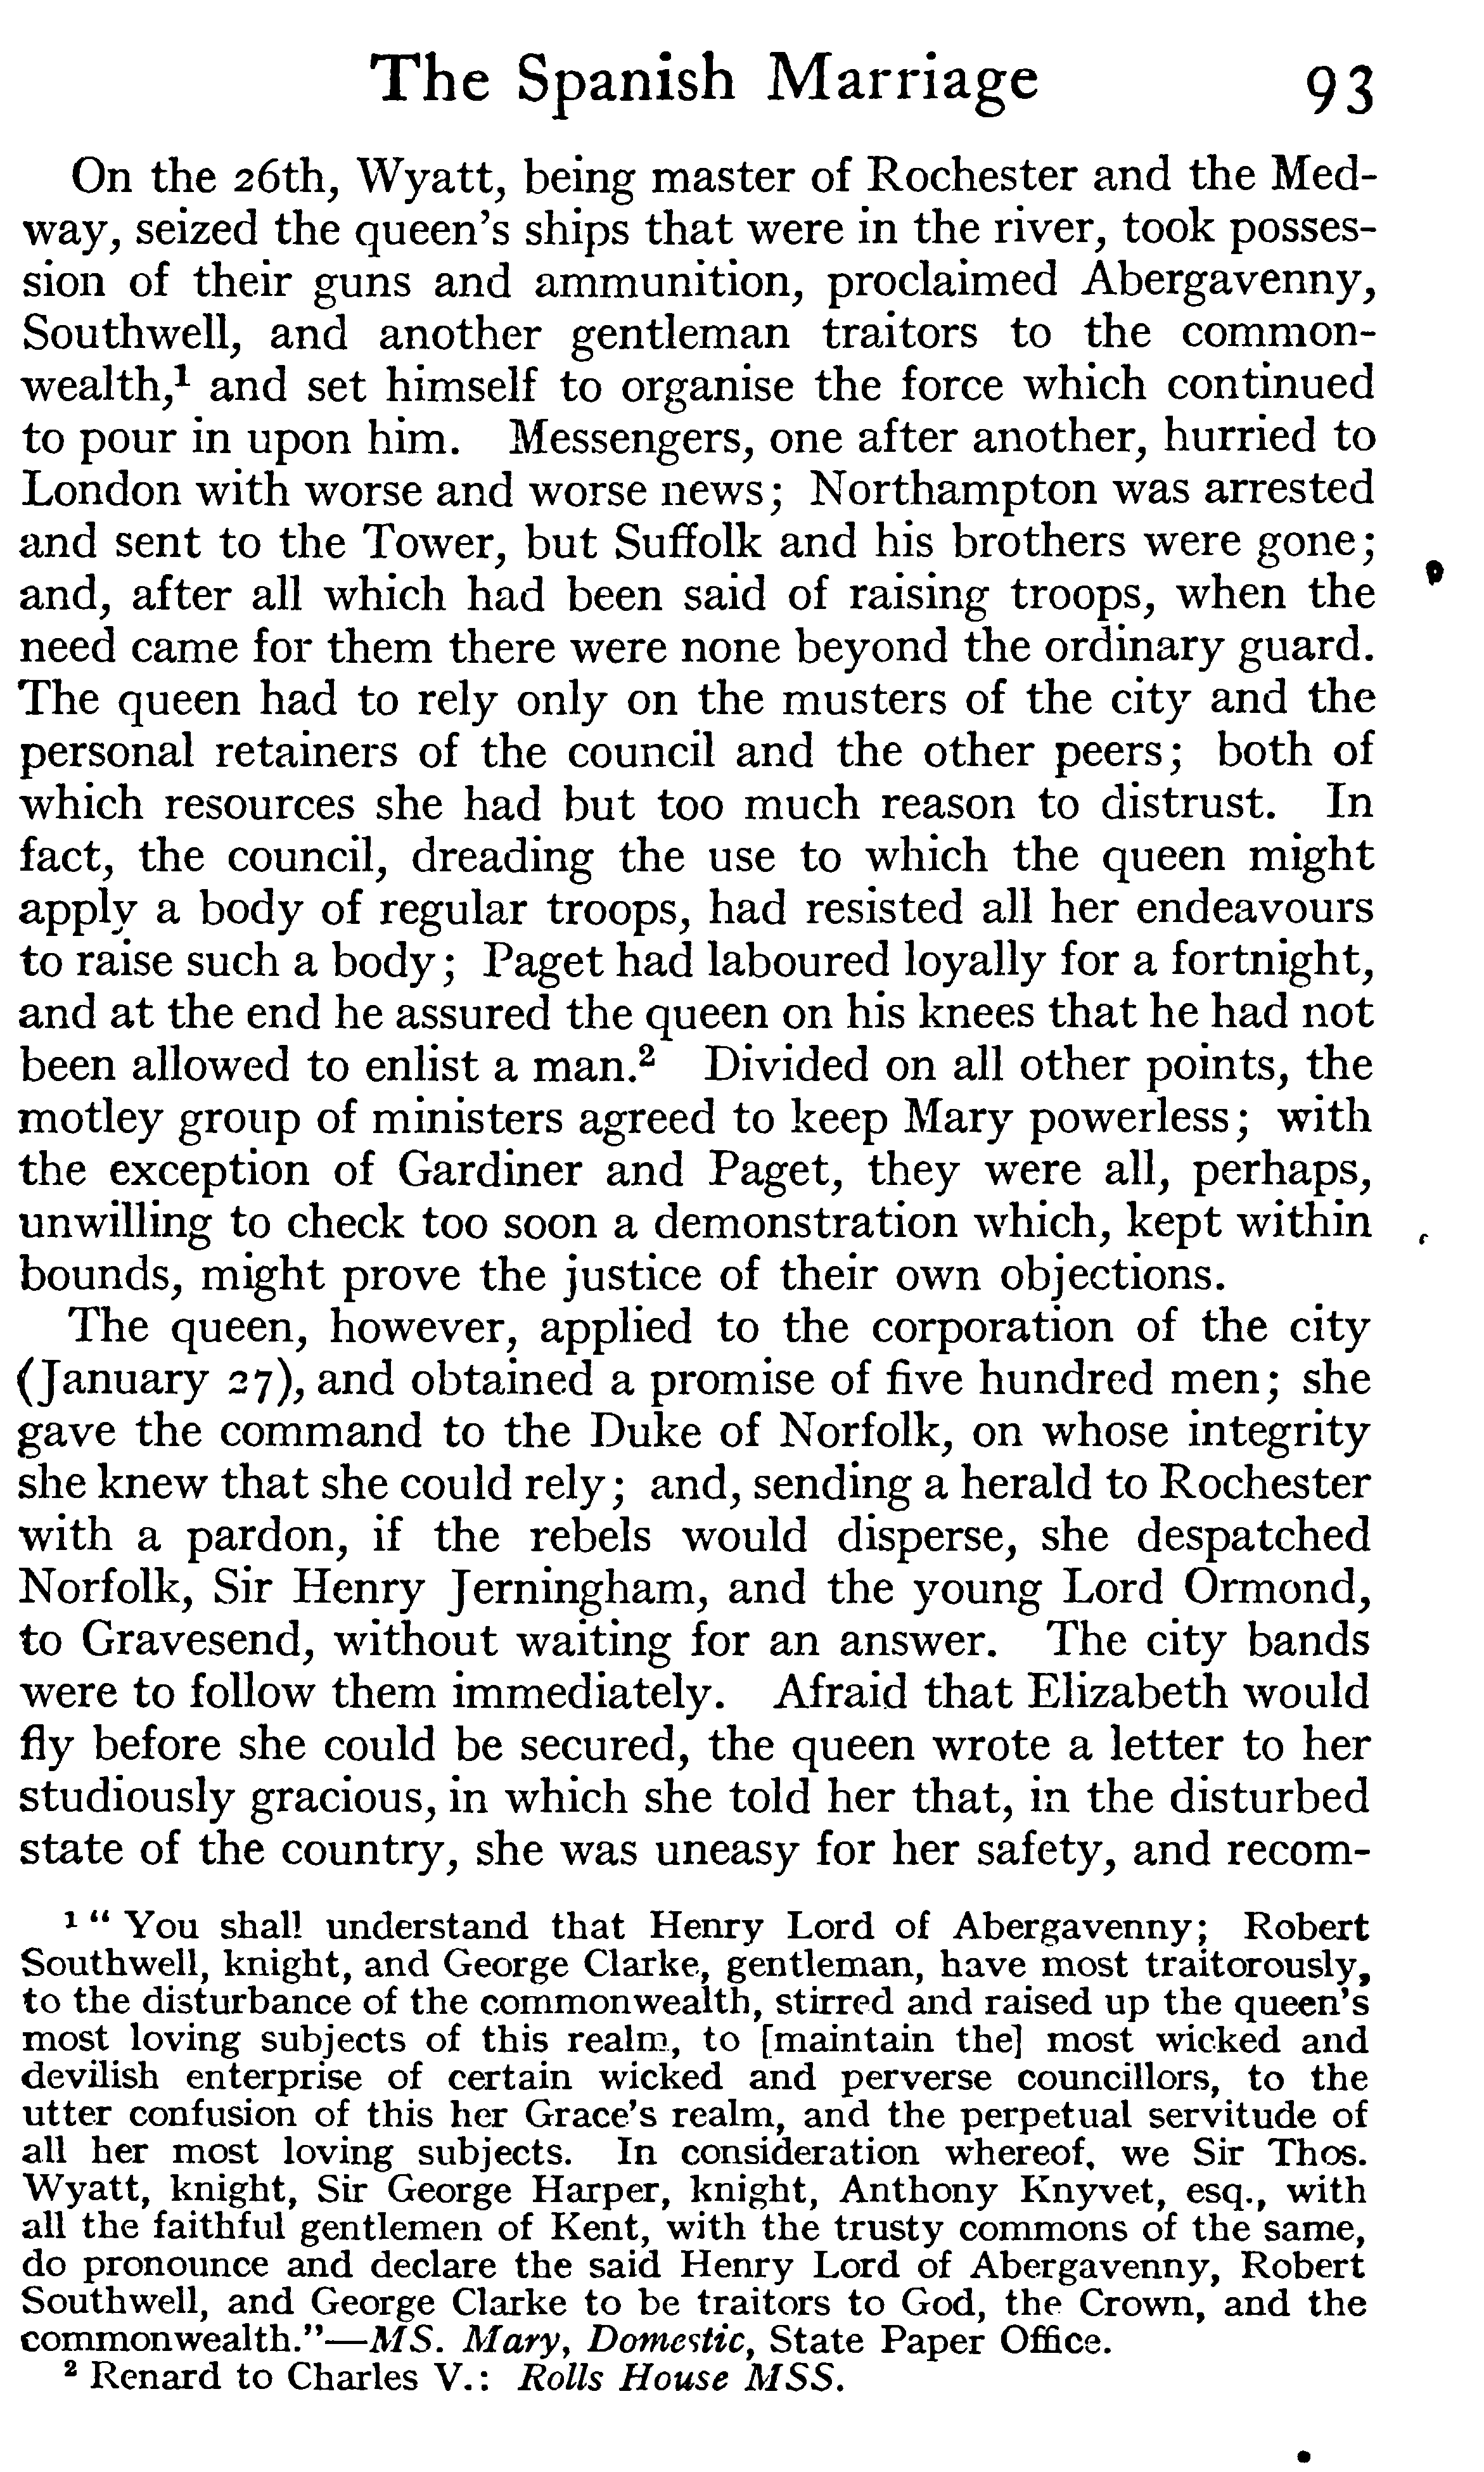 The Spanish Marriage 93
On the 26th, Wyatt, being master of Rochester and the Med-
way, seized the queen's ships that were in the river, took posses-
sion of their guns and ammunition, proclaimed Abergavenny,
Southwell, and another gentleman traitors to the common-
wealth,¹ and set himself to organise the force which continued
to pour in upon him. Messengers, one after another, hurried to
London with worse and worse news; Northampton was arrested
and sent to the Tower, but Suffolk and his brothers were gone;
and, after all which had been said of raising troops, when the
need came for them there were none beyond the ordinary guard.
The queen had to rely only on the musters of the city and the
personal retainers of the council and the other peers; both of
which resources she had but too much reason to distrust. In
fact, the council, dreading the use to which the queen might
apply a body of regular troops, had resisted all her endeavours
to raise such a body; Paget had laboured loyally for a fortnight,
and at the end he assured the queen on his knees that he had not
been allowed to enlist a man.² Divided on all other points, the
motley group of ministers agreed to keep Mary powerless; with
the exception of Gardiner and Paget, they were all, perhaps,
unwilling to check too soon a demonstration which, kept within
bounds, might prove the justice of their own objections.
The queen, however, applied to the corporation of the city
(January 27), and obtained a promise of five hundred men; she
gave the command to the Duke of Norfolk, on whose integrity
she knew that she could rely; and, sending a herald to Rochester
with a pardon, if the rebels would disperse, she despatched
Norfolk, Sir Henry Jerningham, and the young Lord Ormond,
to Gravesend, without waiting for an answer. The city bands
were to follow them immediately. Afraid that Elizabeth would
fly before she could be secured, the queen wrote a letter to her
studiously gracious, in which she told her that, in the disturbed
state of the country, she was uneasy for her safety, and recom-
¹ "You shall understand that Henry Lord of Abergavenny; Robert
Southwell, knight, and George Clarke, gentleman, have most traitorously,
to the disturbance of the commonwealth, stirred and raised up the queen's
most loving subjects of this realm, to [maintain the] most wicked and
devilish enterprise of certain wicked and perverse councillors, to the
utter confusion of this her Grace's realm, and the perpetual servitude of
all her most loving subjects. In consideration whereof, we Sir Thos.
Wyatt, knight, Sir George Harper, knight, Anthony Knyvet, esq., with
all the faithful gentlemen of Kent, with the trusty commons of the same,
do pronounce and declare the said Henry Lord of Abergavenny, Robert
Southwell, and George Clarke to be traitors to God, the Crown, and the
commonwealth."—MS. Mary, Domestic, State Paper Office.
² Renard to Charles V.: Rolls House MSS.